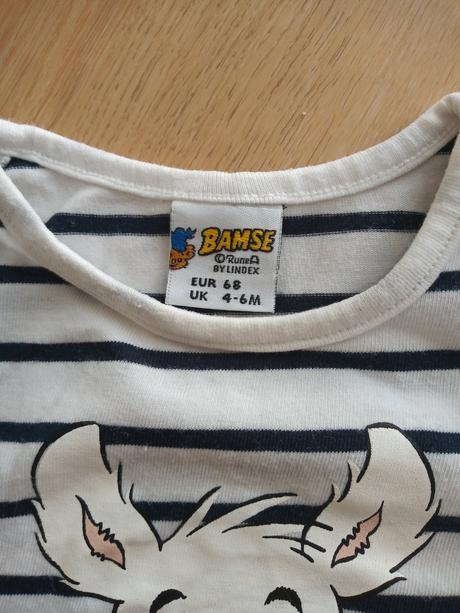 BAMSE
©RuneA
BY LINDEX
EUR 68
UK 4-6M